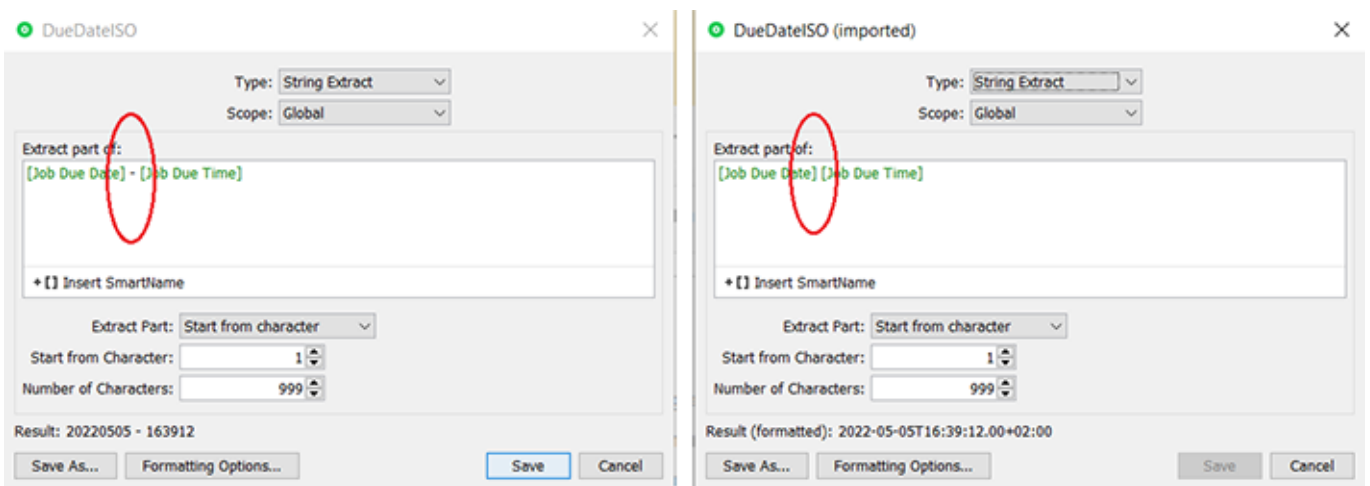 DueDateISO
Type: String Extract
Scope: Global
Extract part of:
[Job Due Date] - [Job Due Time]
+[] Insert SmartName
Extract Part: Start from character
Start from Character: 1
Number of Characters: 999
Result: 20220505 - 163912
Save As... Formatting Options... Save Cancel
DueDateISO (imported)
Type: String Extract
Scope: Global
Extract part of:
[Job Due Date] [Job Due Time]
+[] Insert SmartName
Extract Part: Start from character
Start from Character: 1
Number of Characters: 999
Result (formatted): 2022-05-05T16:39:12.00+02:00
Save As... Formatting Options... Save Cancel